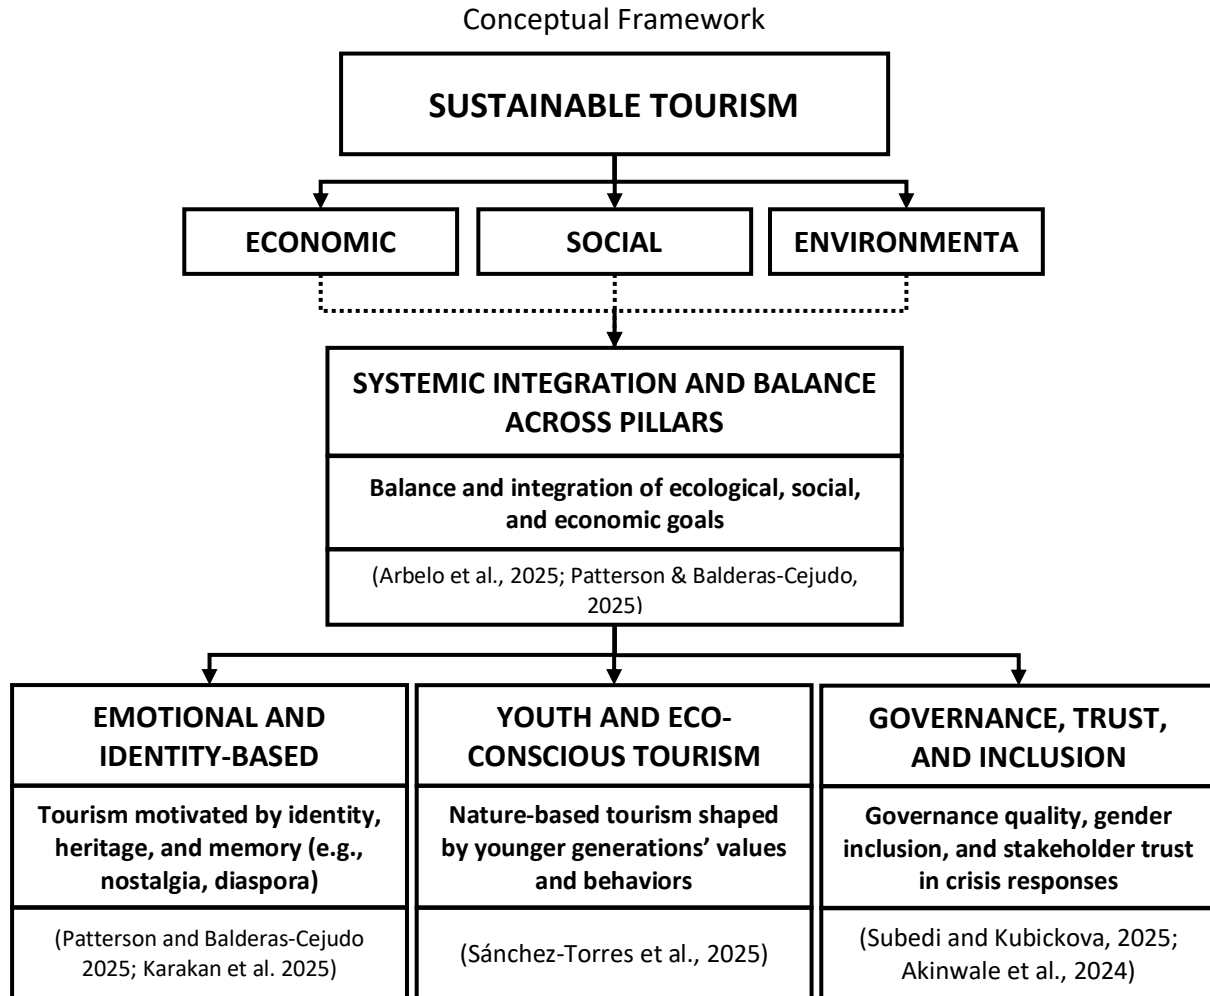 Conceptual Framework
SUSTAINABLE TOURISM
ECONOMIC
SOCIAL
ENVIRONMENTA
SYSTEMIC INTEGRATION AND BALANCE
ACROSS PILLARS
Balance and integration of ecological, social,
and economic goals
(Arbelo et al., 2025; Patterson & Balderas-Cejudo,
2025)
EMOTIONAL AND
IDENTITY-BASED
Tourism motivated by identity,
heritage, and memory (e.g.,
nostalgia, diaspora)
(Patterson and Balderas-Cejudo
2025; Karakan et al. 2025)
YOUTH AND ECO-
CONSCIOUS TOURISM
Nature-based tourism shaped
by younger generations’ values
and behaviors
(Sánchez-Torres et al., 2025)
GOVERNANCE, TRUST,
AND INCLUSION
Governance quality, gender
inclusion, and stakeholder trust
in crisis responses
(Subedi and Kubickova, 2025;
Akinwale et al., 2024)